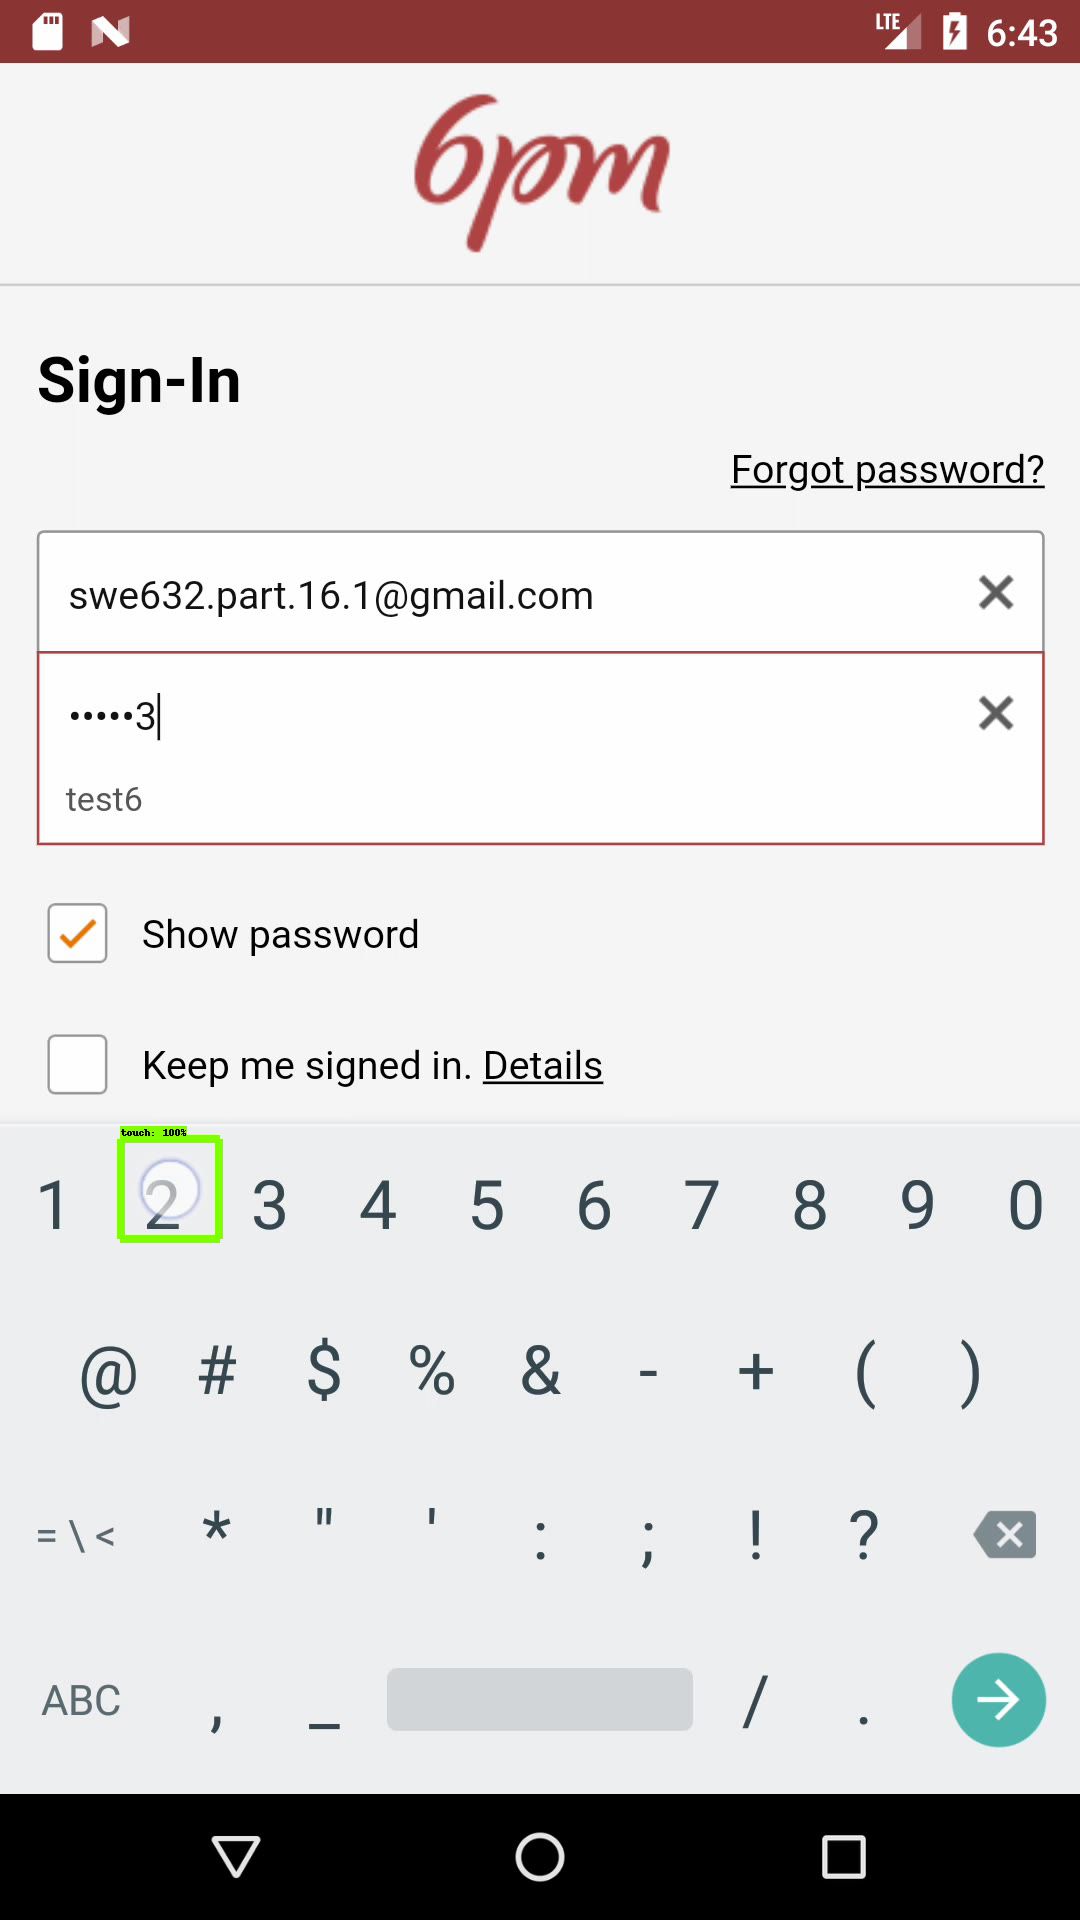 LTE 6:43
6pm
Sign-In
Forgot password?
swe632.part.16.1@gmail.com
•••••3
test6
Show password
Keep me signed in. Details
touch: 100%
1 2 3 4 5 6 7 8 9 0
@ # $ % & - + ( )
= \ < * " ' : ; ! ?
ABC , _ / .